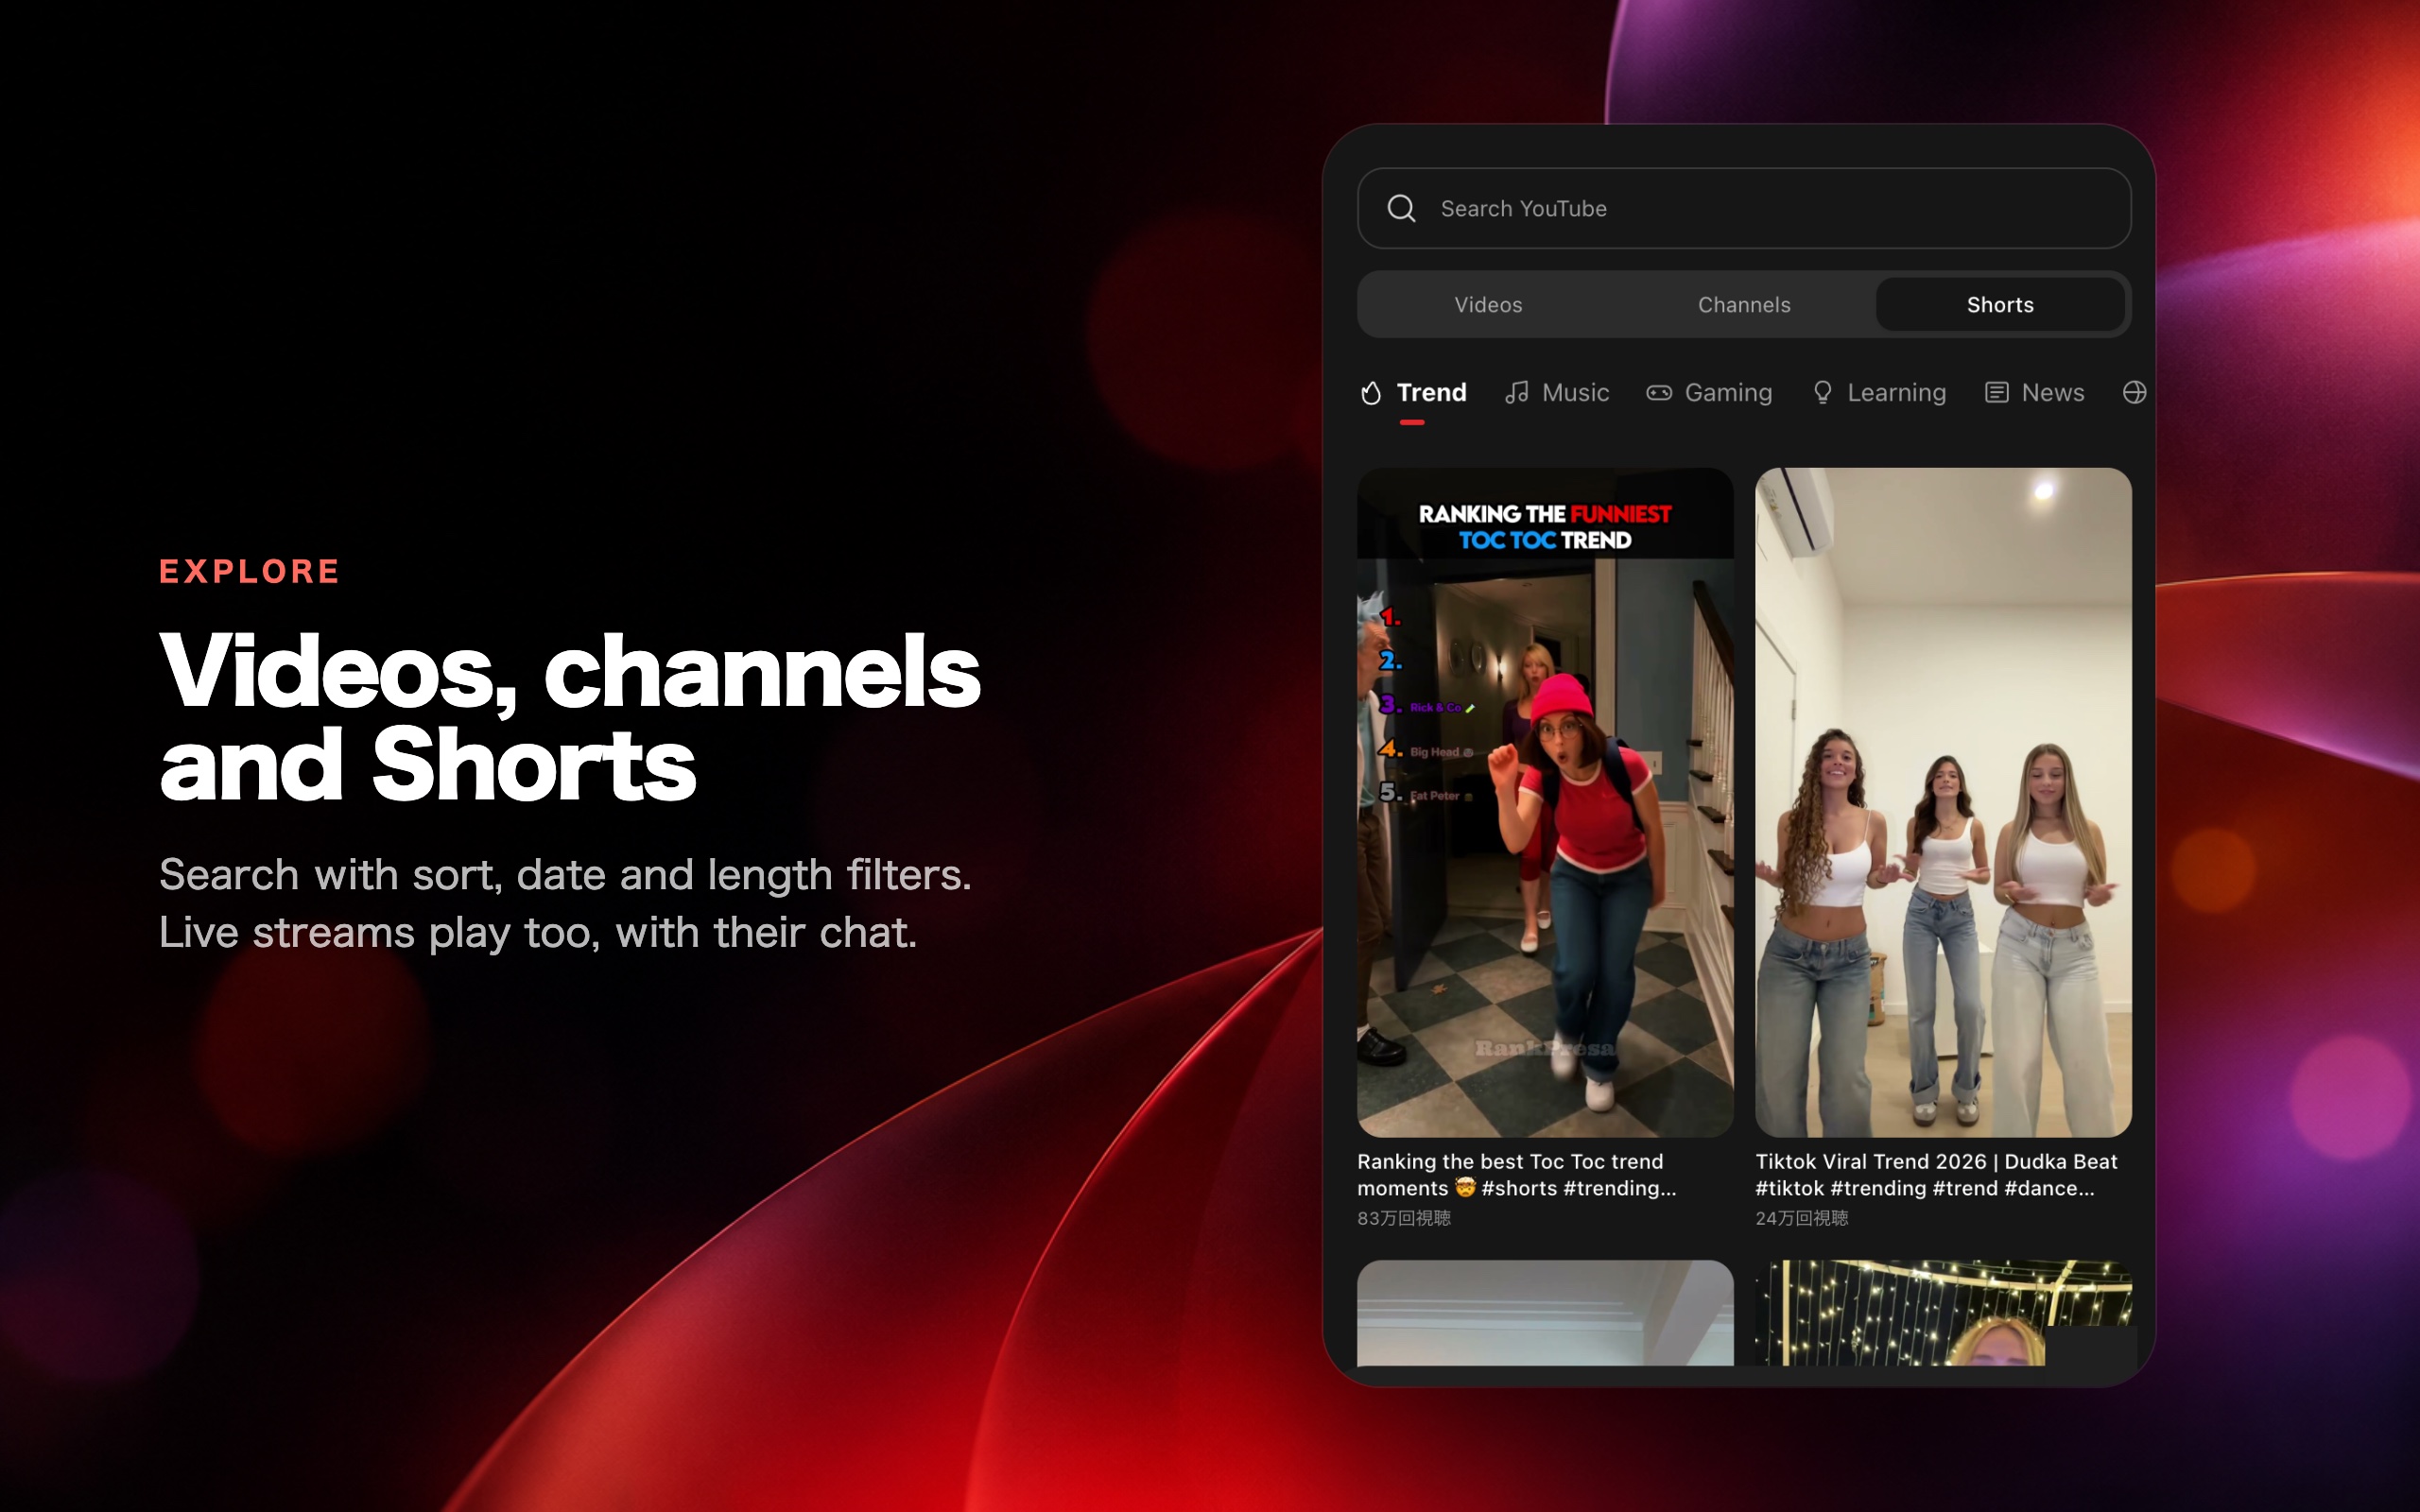 EXPLORE
Videos, channels
and Shorts
Search with sort, date and length filters.
Live streams play too, with their chat.
Search YouTube
Videos
Channels
Shorts
Trend
Music
Gaming
Learning
News
RANKING THE FUNNIEST
TOC TOC TREND
1.
2.
3. Rick & Co
4. Big Head
5. Fat Peter
RankPresa
Ranking the best Toc Toc trend
moments 🤯 #shorts #trending...
83万回視聴
Tiktok Viral Trend 2026 | Dudka Beat
#tiktok #trending #trend #dance...
24万回視聴